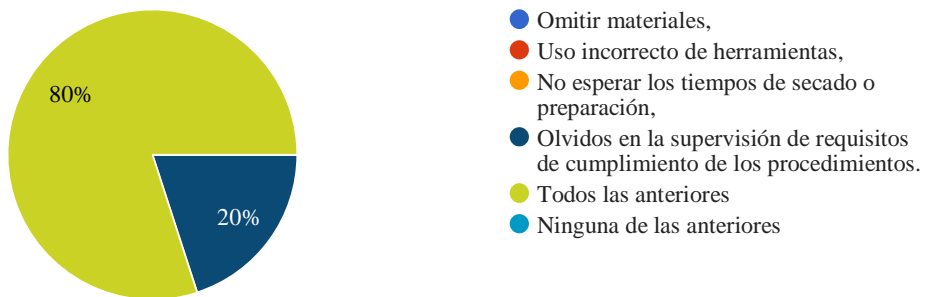 80%
20%
Omitir materiales,
Uso incorrecto de herramientas,
No esperar los tiempos de secado o
preparación,
Olvidos en la supervisión de requisitos
de cumplimiento de los procedimientos.
Todos las anteriores
Ninguna de las anteriores